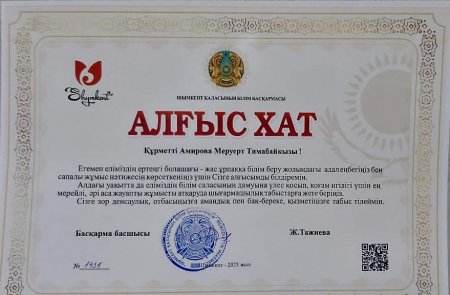 Shymkent
ШЫМКЕНТ ҚАЛАСЫНЫҢ БІЛІМ БАСҚАРМАСЫ
АЛҒЫС ХАТ
Құрметті Амирова Меруерт Тимабайқызы !
Егемен еліміздің ертеңгі болашағы - жас ұрпаққа білім беру жолындағы адалеңбегіңіз бен
сапалы жұмыс нәтижесін көрсеткеніңіз үшін Сізге алғысымды білдіремін.
Алдағы уақытта да еліміздің білім саласының дамуына үлес қосып, қоғам игілігі үшін ең
мерейлі, әрі аса жауапты жұмысты атқаруда шығармашылық табыстарға жете беріңіз.
Сізге зор денсаулық, отбасыңызға амандық пен бақ-береке, қызметіңізге табыс тілеймін.
Басқарма басшысы
Ж.Тажиева
№ 1435
Шымкент - 2023 жыл